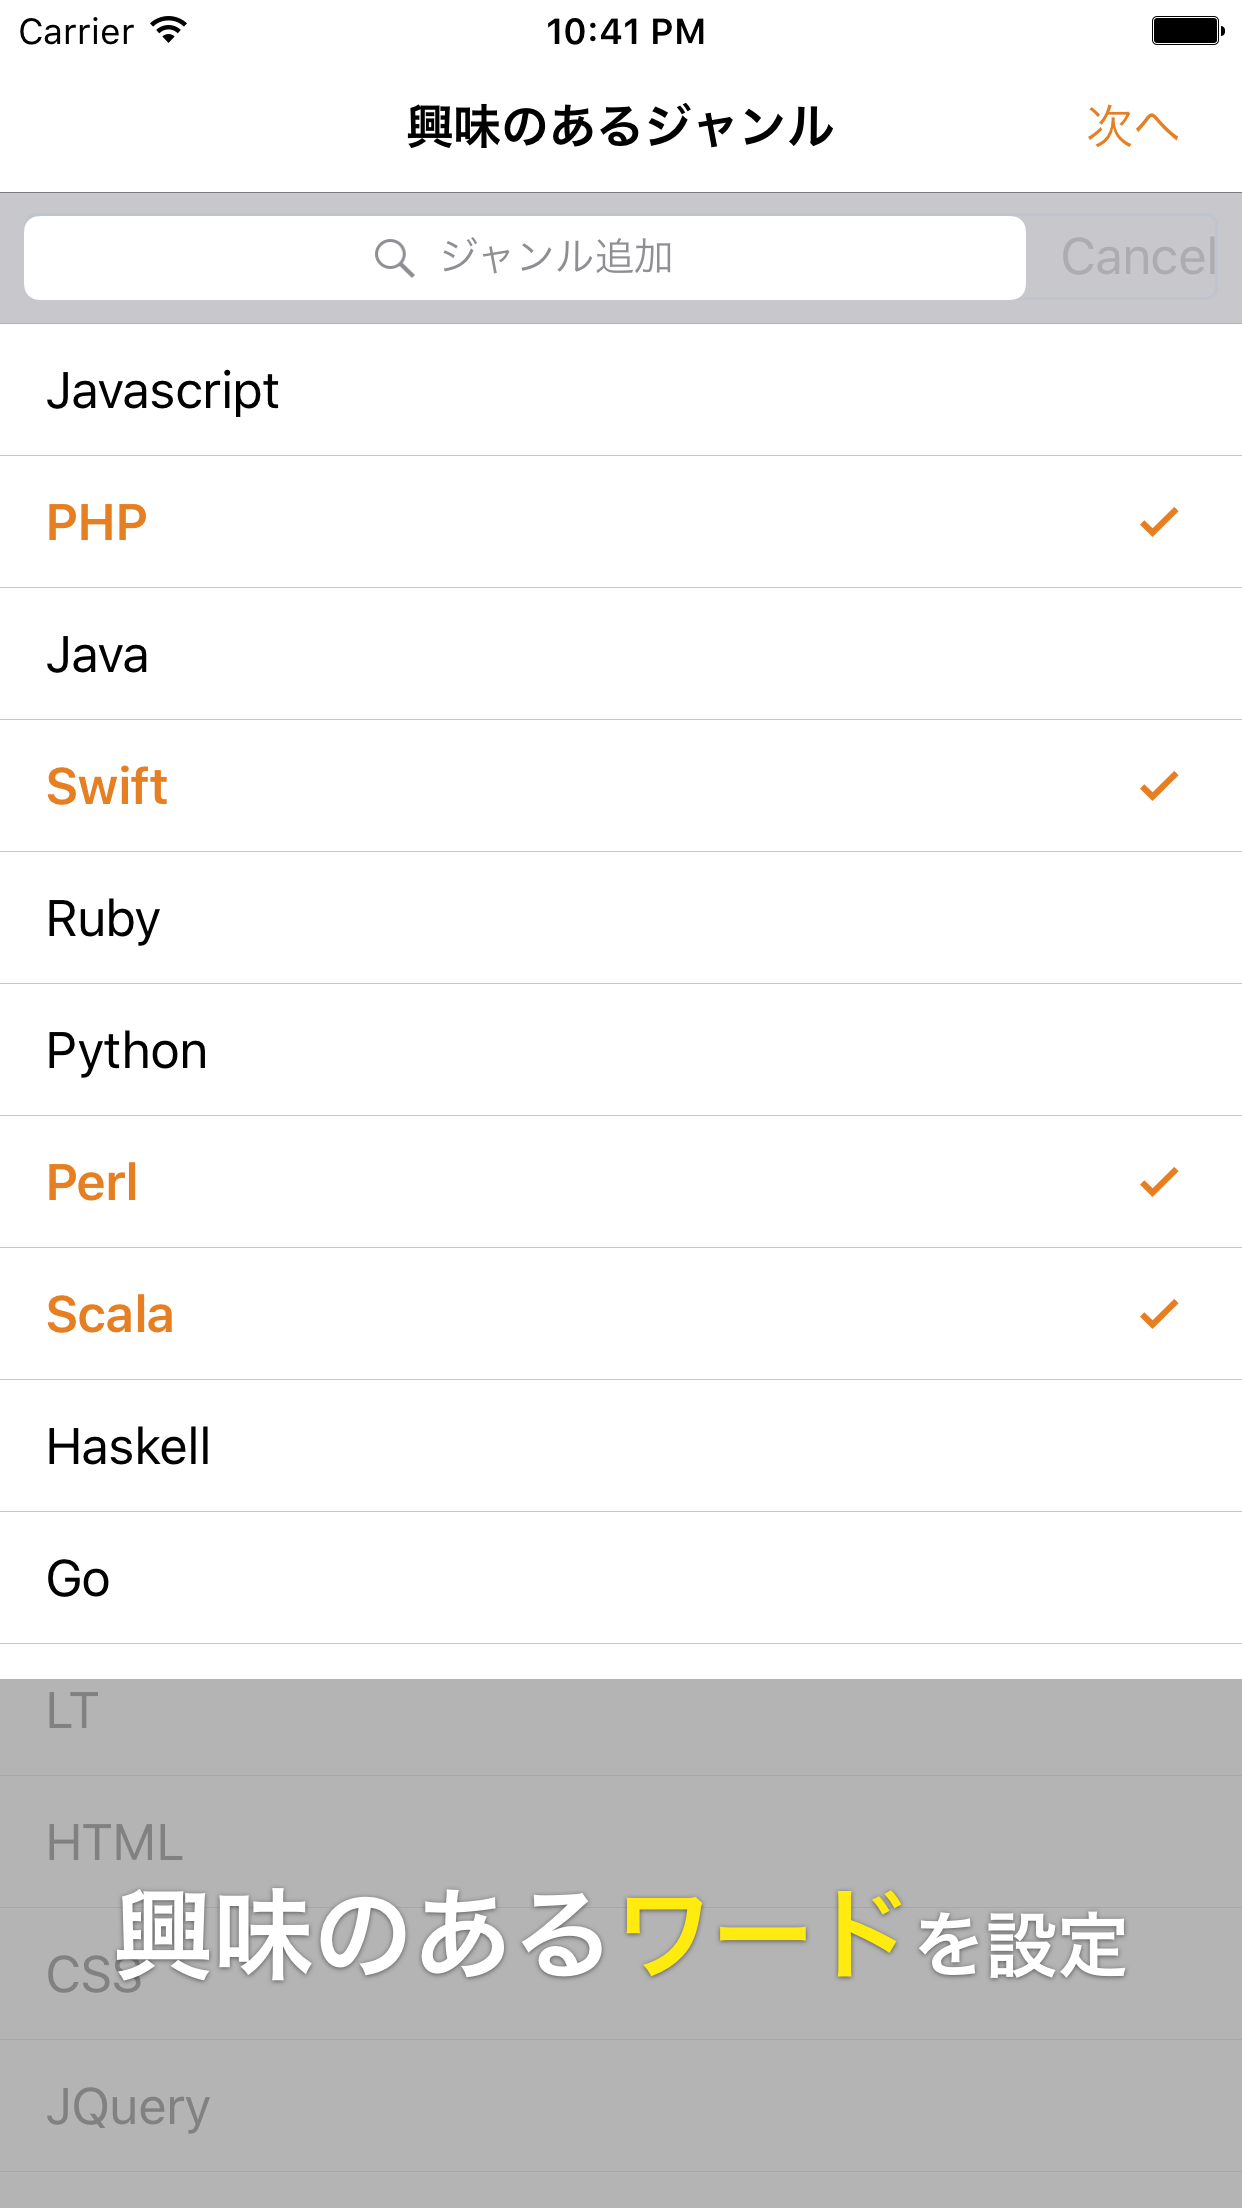 Carrier 10:41 PM
興味のあるジャンル 次へ
ジャンル追加 Cancel
Javascript
PHP
Java
Swift
Ruby
Python
Perl
Scala
Haskell
Go
LT
HTML
興味のあるワードを設定
CSS
JQuery